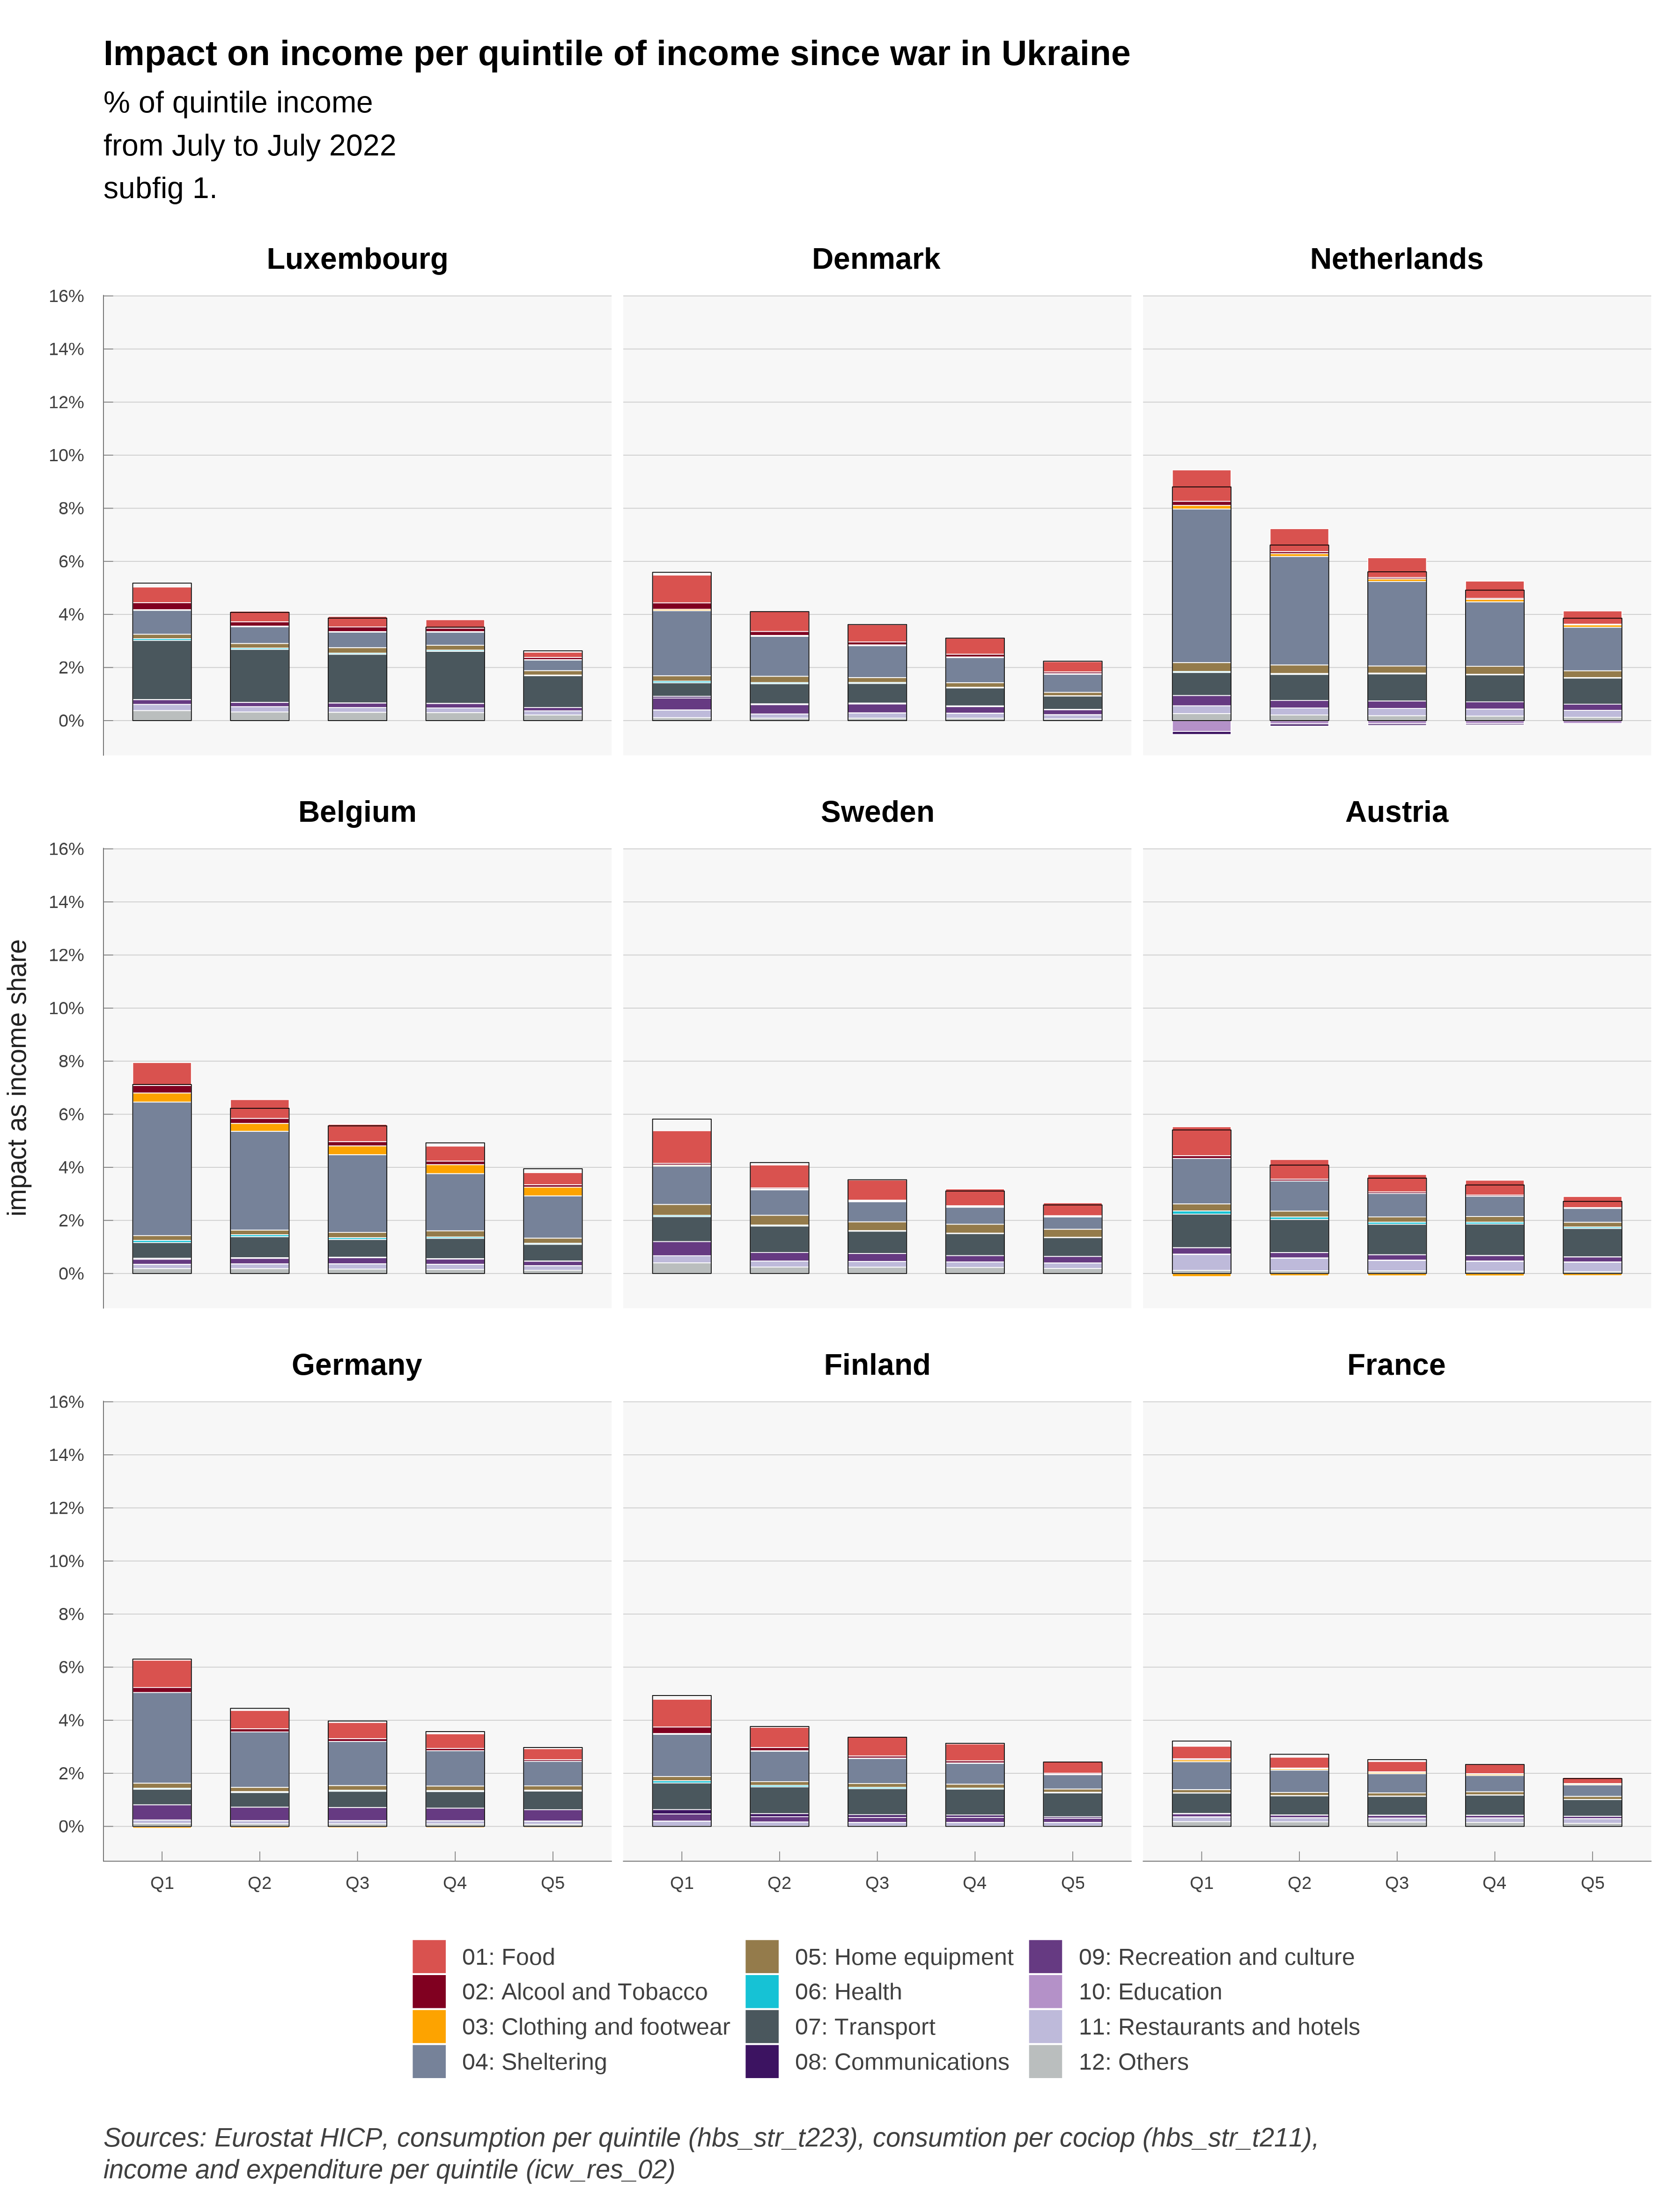 Impact on income per quintile of income since war in Ukraine
% of quintile income
from July to July 2022
subfig 1.
Luxembourg
Denmark
Netherlands
16%
14%
12%
10%
8%
6%
4%
2%
0%
Belgium
Sweden
Austria
16%
14%
12%
10%
8%
6%
4%
2%
0%
impact as income share
Germany
Finland
France
16%
14%
12%
10%
8%
6%
4%
2%
0%
Q1 Q2 Q3 Q4 Q5
Q1 Q2 Q3 Q4 Q5
Q1 Q2 Q3 Q4 Q5
01: Food
02: Alcool and Tobacco
03: Clothing and footwear
04: Sheltering
05: Home equipment
06: Health
07: Transport
08: Communications
09: Recreation and culture
10: Education
11: Restaurants and hotels
12: Others
Sources: Eurostat HICP, consumption per quintile (hbs_str_t223), consumtion per cociop (hbs_str_t211),
income and expenditure per quintile (icw_res_02)